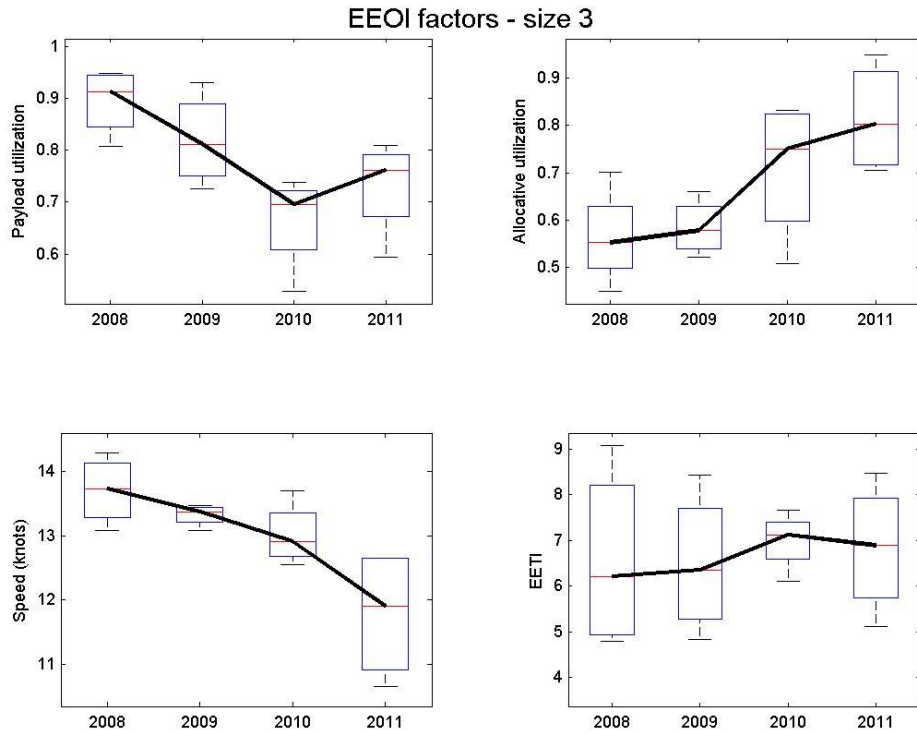 EEOI factors - size 3
Payload utilization
1
0.9
0.8
0.7
0.6
2008 2009 2010 2011
Allocative utilization
0.9
0.8
0.7
0.6
0.5
2008 2009 2010 2011
Speed (knots)
14
13
12
11
2008 2009 2010 2011
EETI
9
8
7
6
5
4
2008 2009 2010 2011